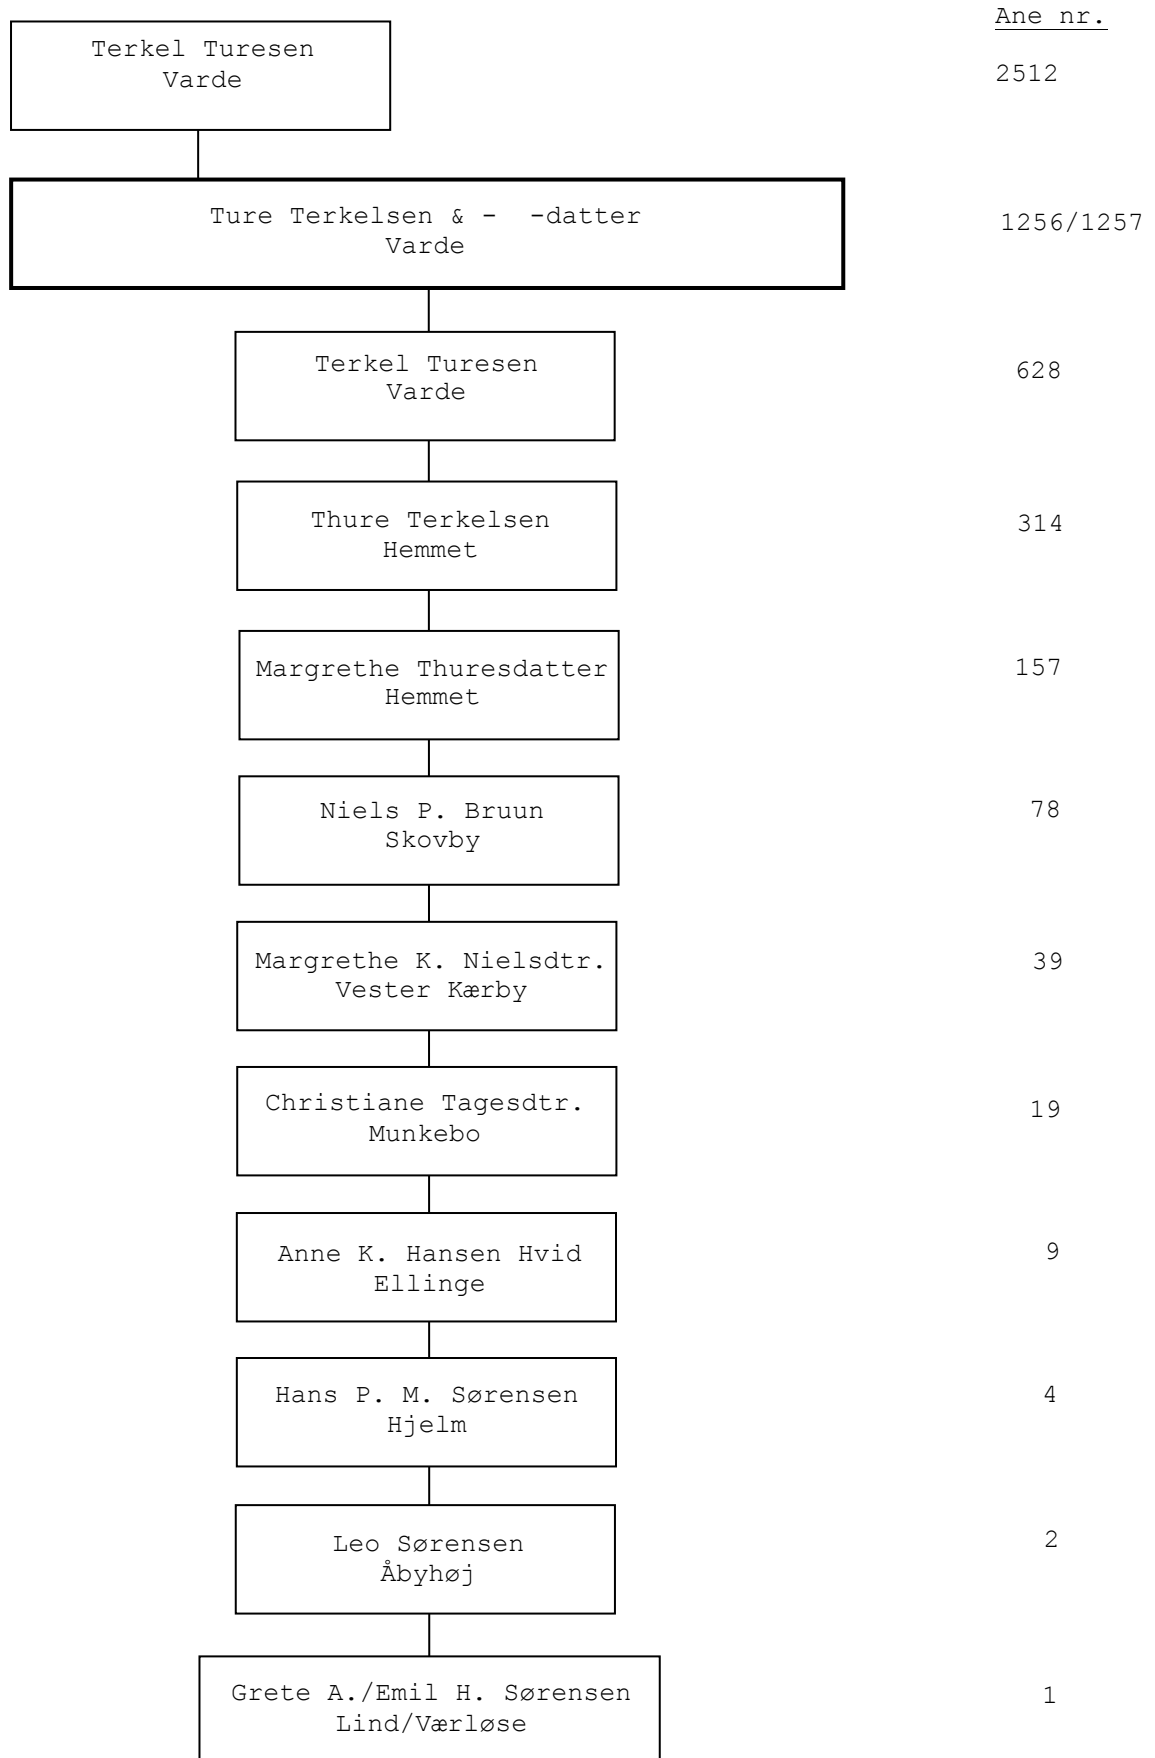 Ane nr.
Terkel Turesen
Varde
2512
Ture Terkelsen & -  -datter
Varde
1256/1257
Terkel Turesen
Varde
628
Thure Terkelsen
Hemmet
314
Margrethe Thuresdatter
Hemmet
157
Niels P. Bruun
Skovby
78
Margrethe K. Nielsdtr.
Vester Kærby
39
Christiane Tagesdtr.
Munkebo
19
Anne K. Hansen Hvid
Ellinge
9
Hans P. M. Sørensen
Hjelm
4
Leo Sørensen
Åbyhøj
2
Grete A./Emil H. Sørensen
Lind/Værløse
1